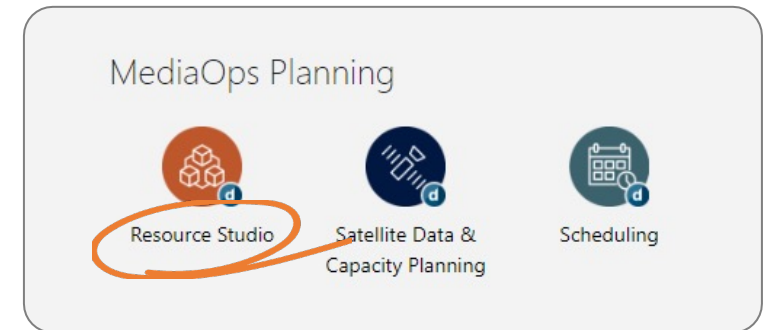 MediaOps Planning
d
d
d
Resource Studio
Satellite Data &
Capacity Planning
Scheduling